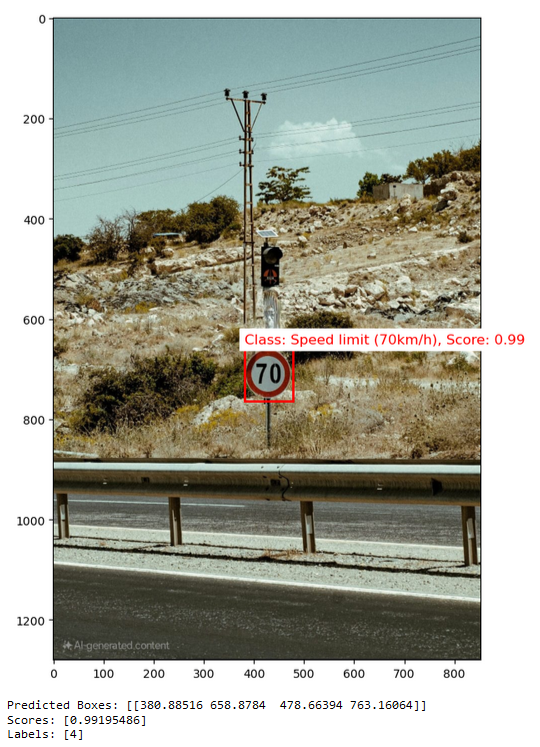 0
200
400
600
800
1000
1200
Class: Speed limit (70km/h), Score: 0.99
70
AI-generated content
0 100 200 300 400 500 600 700 800
Predicted Boxes: [[380.88516 658.8784  478.66394 763.16064]]
Scores: [0.99195486]
Labels: [4]